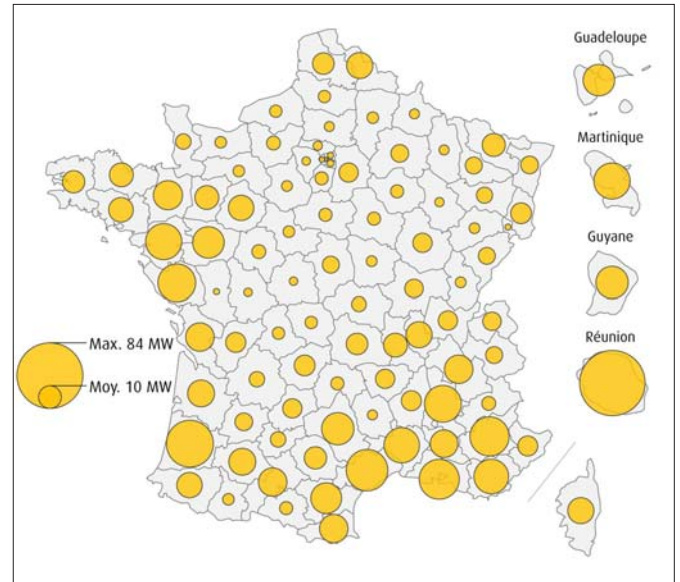 Guadeloupe
Martinique
Guyane
Réunion
Max. 84 MW
Moy. 10 MW